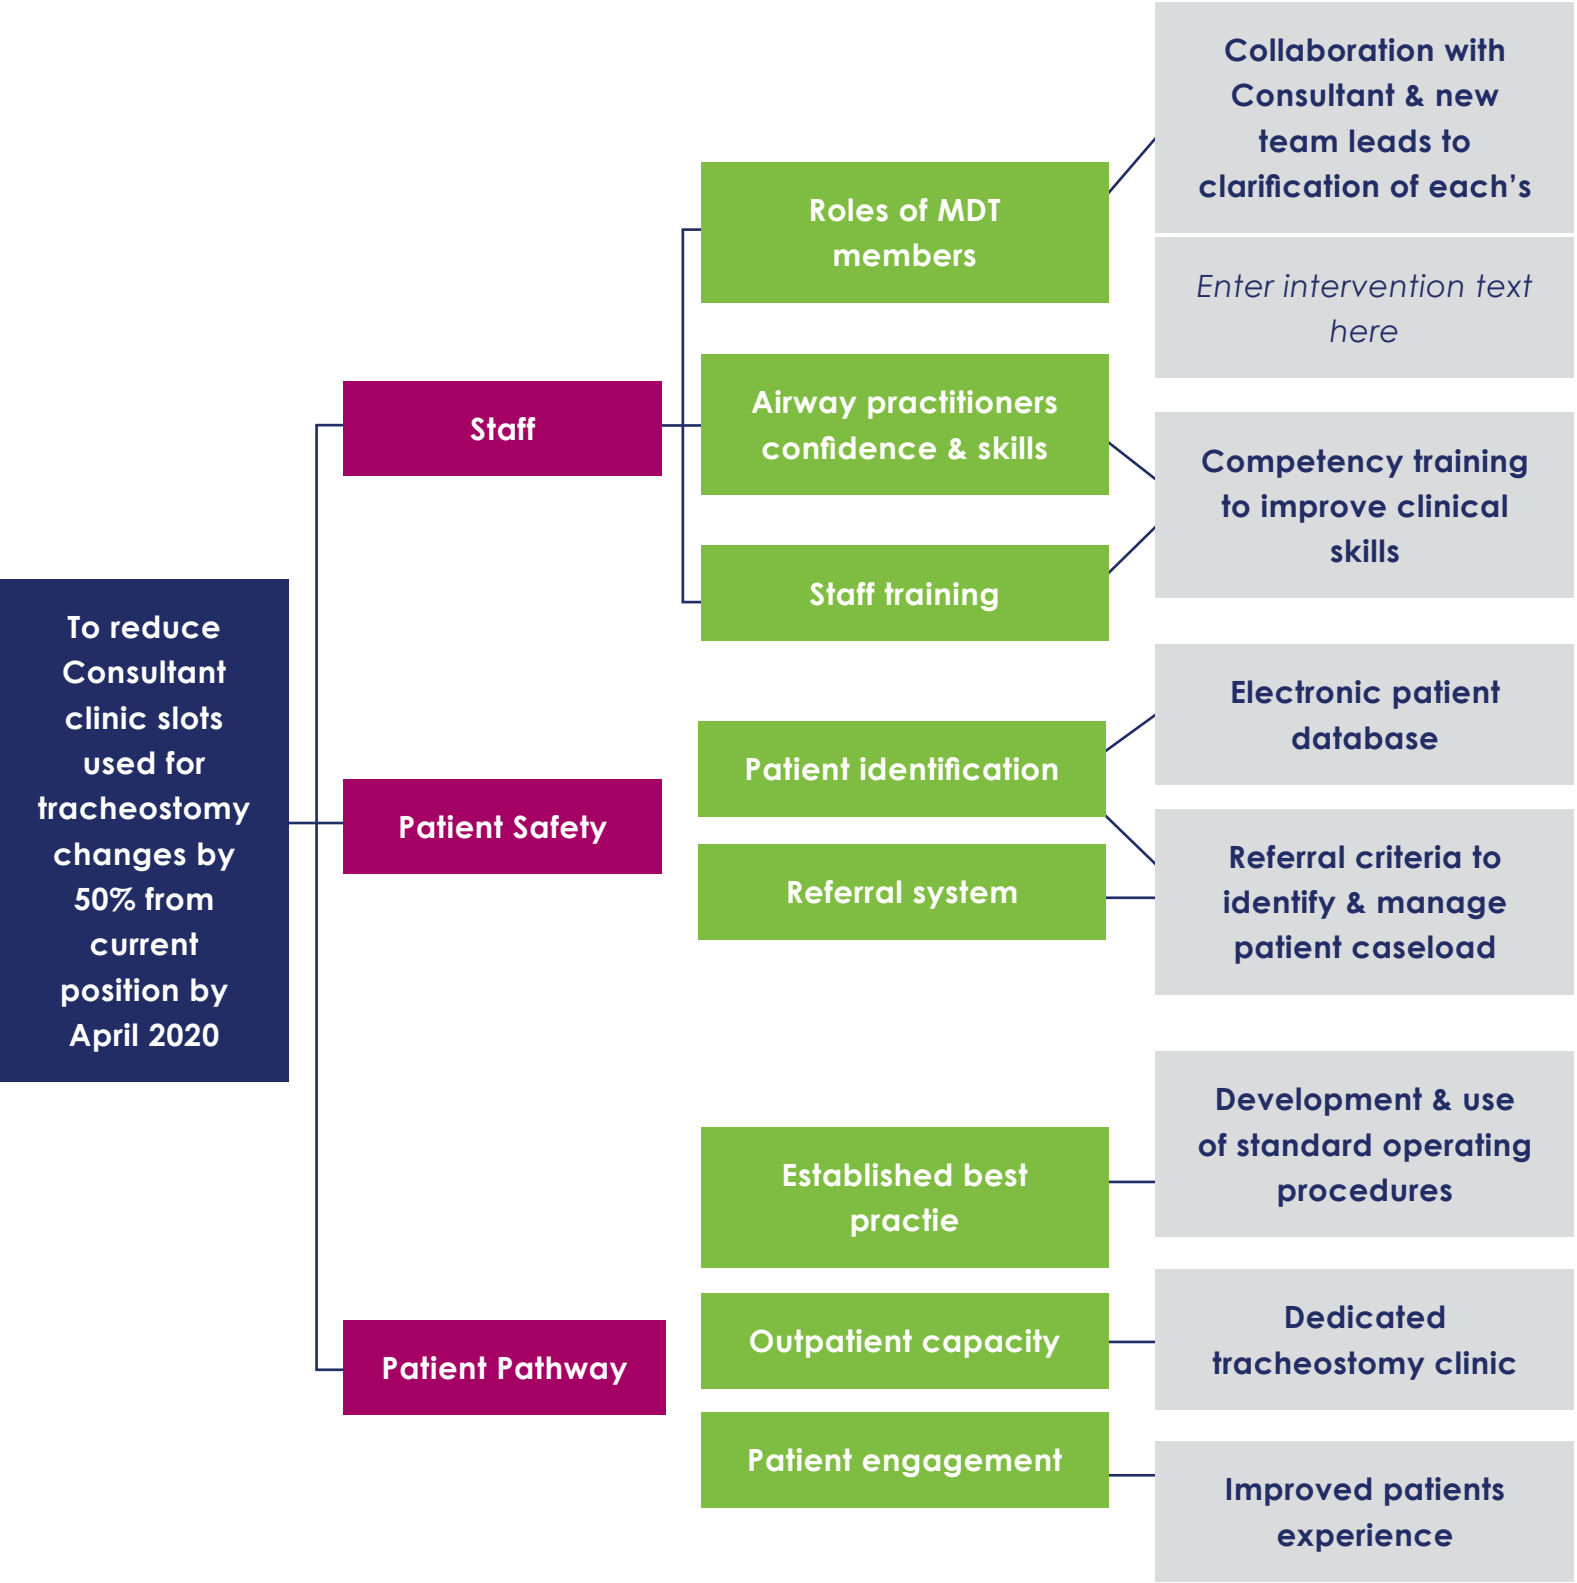 To reduce
Consultant
clinic slots
used for
tracheostomy
changes by
50% from
current
position by
April 2020
Staff
Patient Safety
Patient Pathway
Roles of MDT
members
Airway practitioners
confidence & skills
Staff training
Patient identification
Referral system
Established best
practie
Outpatient capacity
Patient engagement
Collaboration with
Consultant & new
team leads to
clarification of each’s
Enter intervention text
here
Competency training
to improve clinical
skills
Electronic patient
database
Referral criteria to
identify & manage
patient caseload
Development & use
of standard operating
procedures
Dedicated
tracheostomy clinic
Improved patients
experience